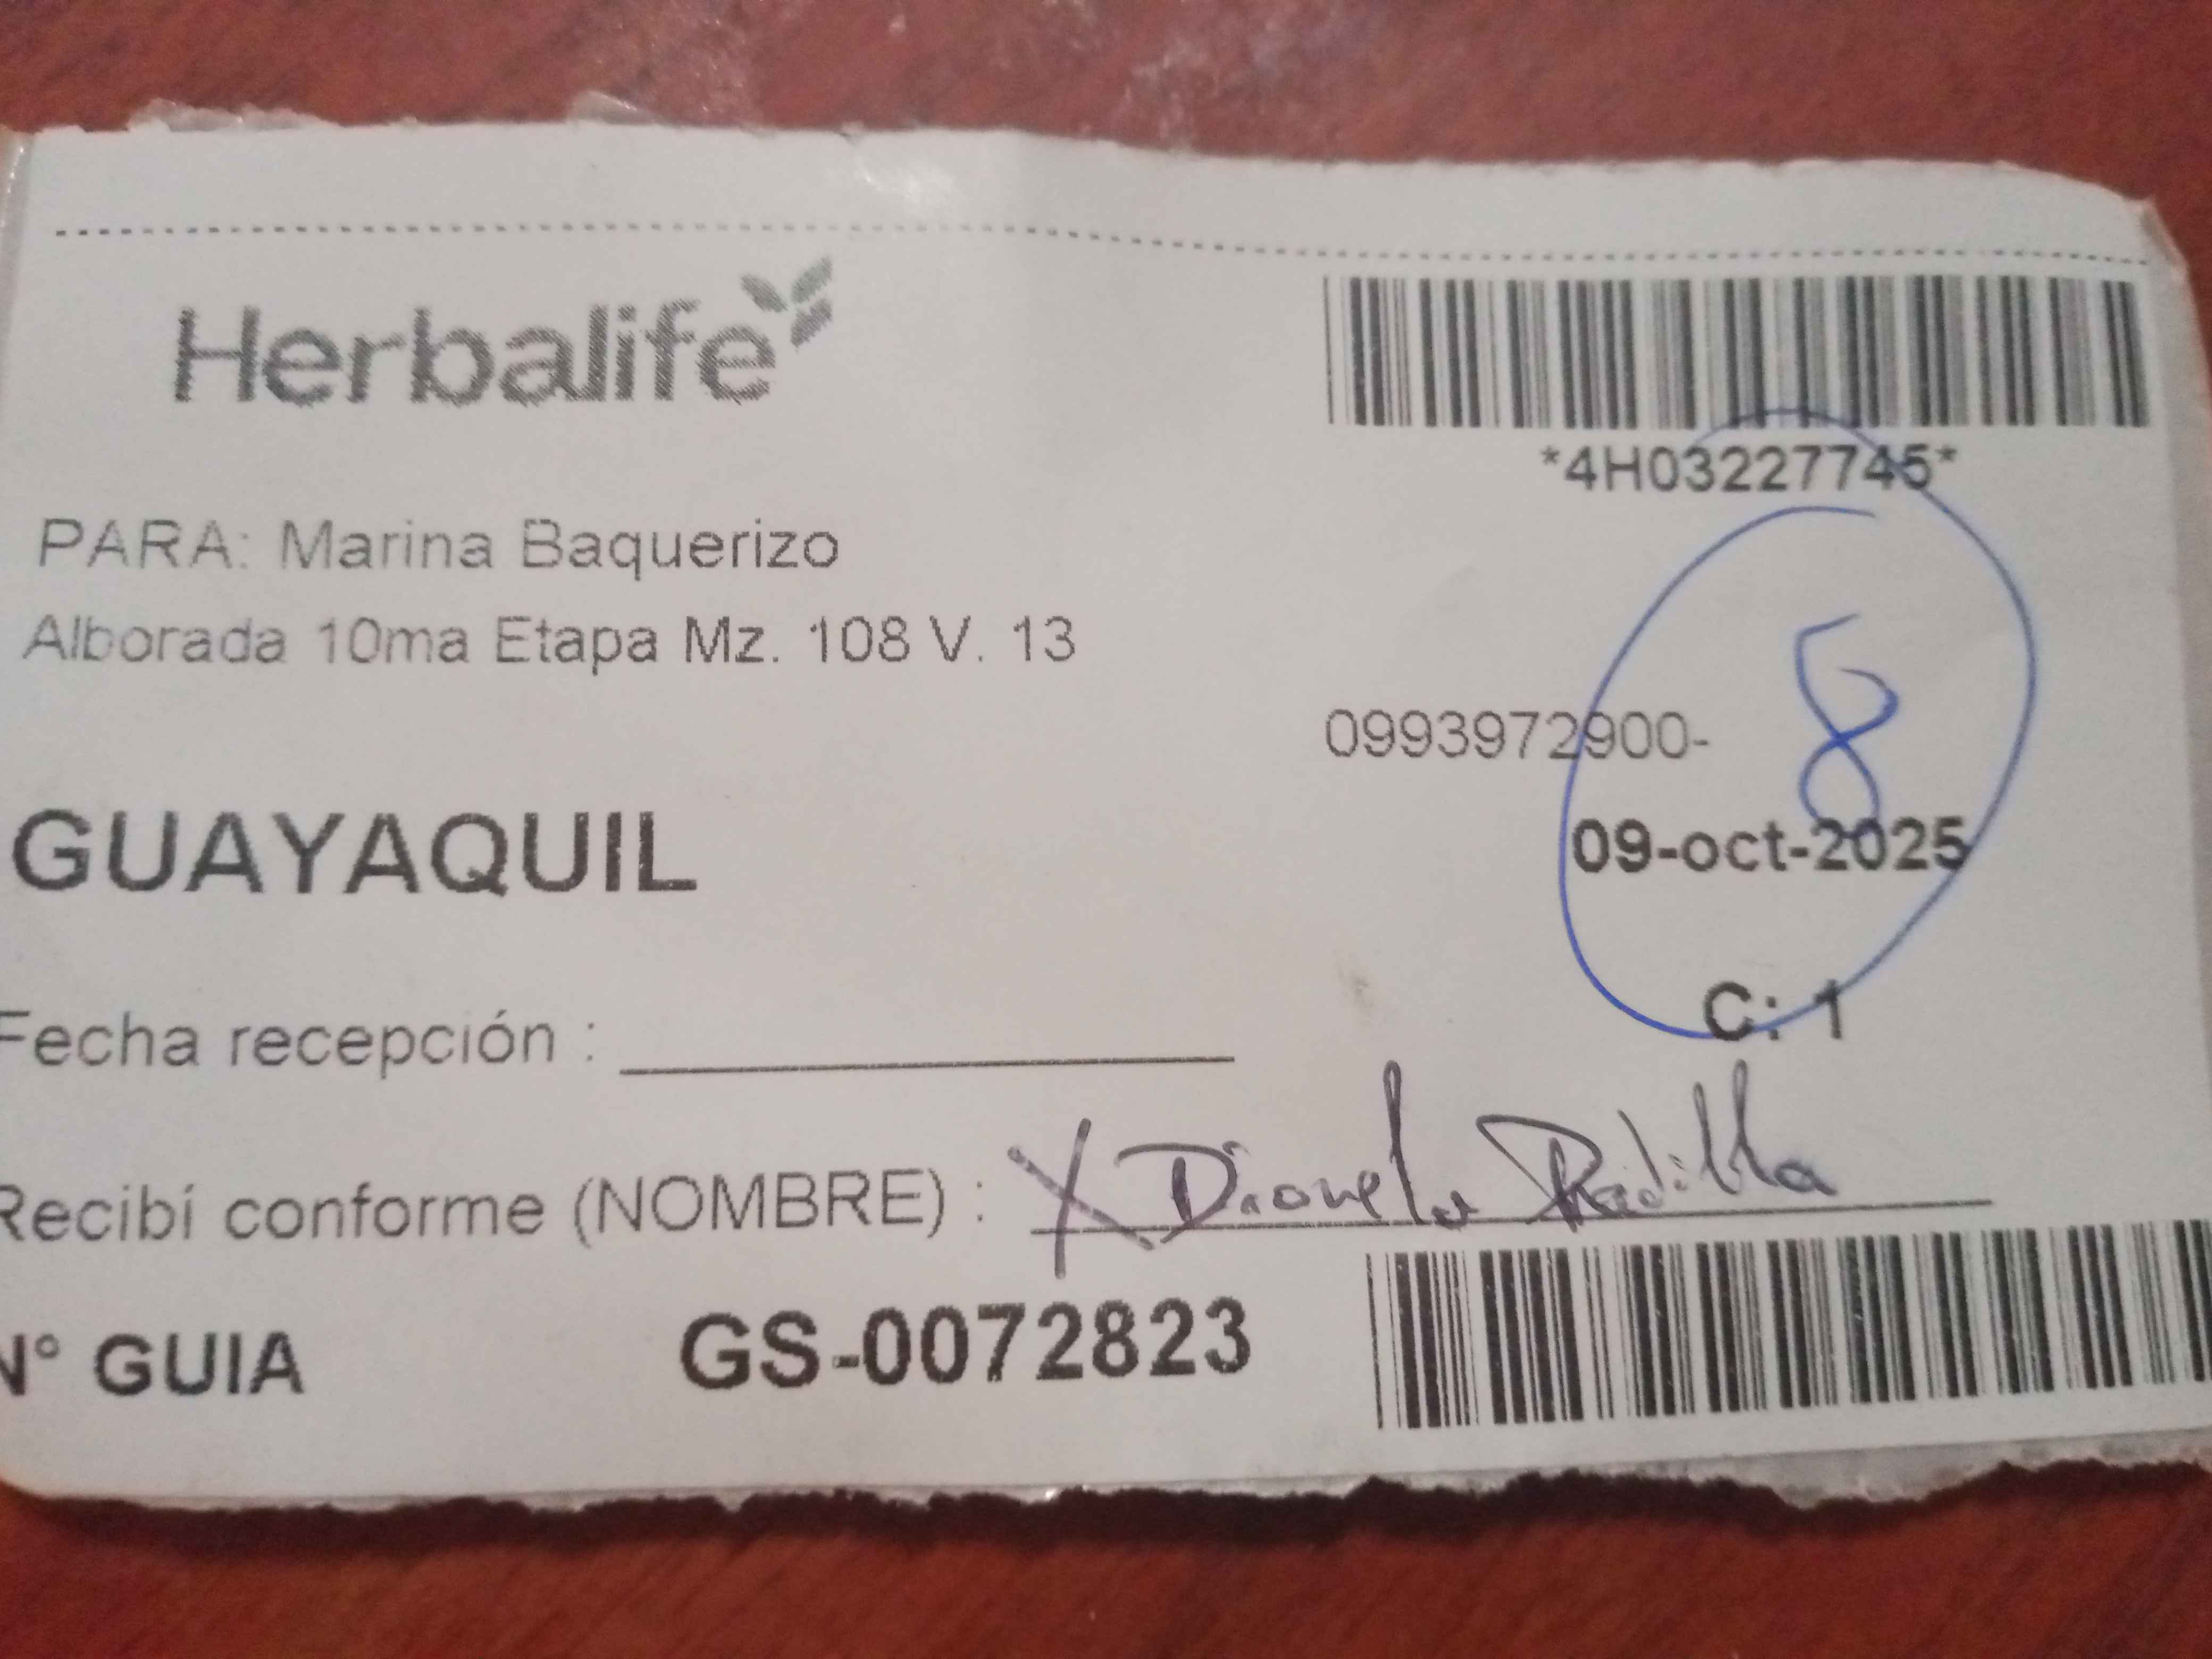 Herbalife
*4H03227745*
PARA: Marina Baquerizo
Alborada 10ma Etapa Mz. 108 V. 13
0993972900-
8
GUAYAQUIL
09-oct-2025
C: 1
Fecha recepción :
Recibí conforme (NOMBRE) : X
N° GUIA GS-0072823